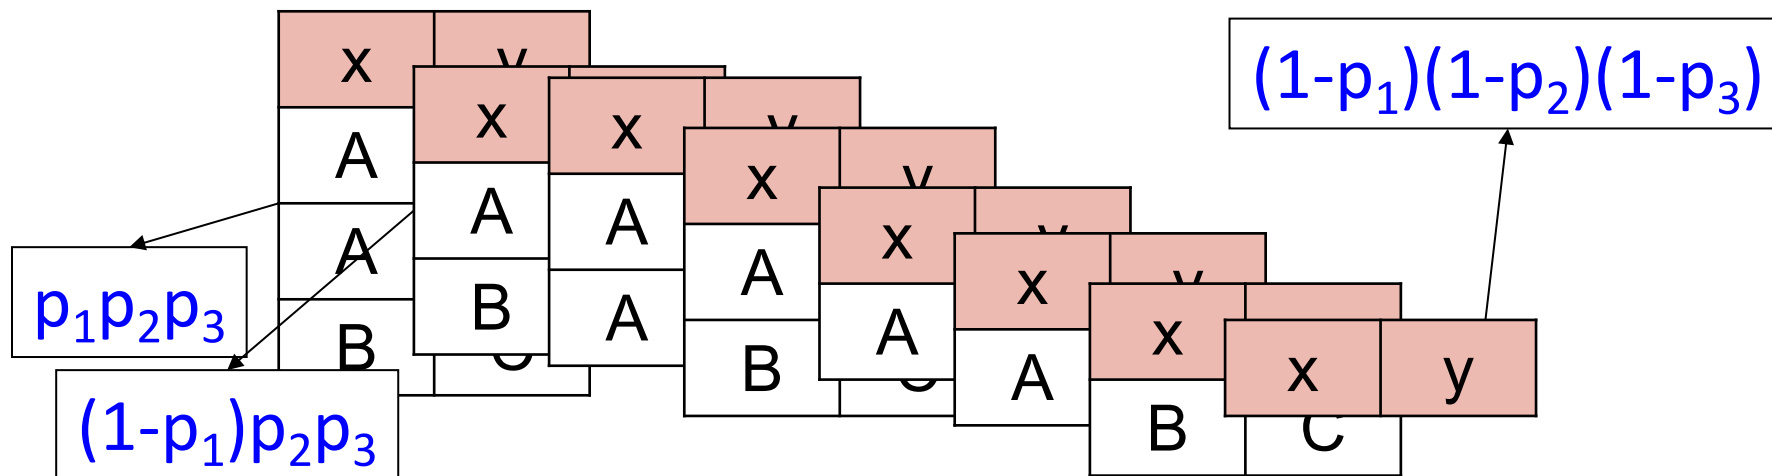 x
A
A
B
x
A
B
x
A
A
x
A
B
x
A
x
A
x
B C
x y
p₁p₂p₃
(1-p₁)p₂p₃
(1-p₁)(1-p₂)(1-p₃)